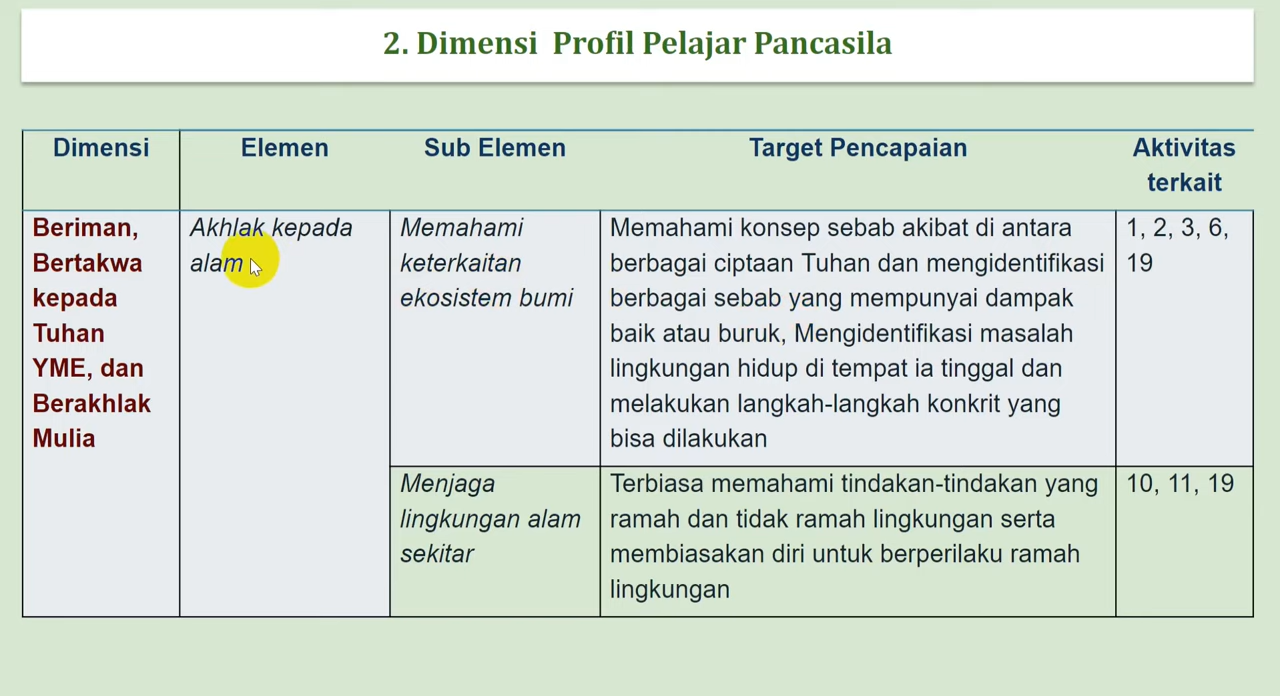 2. Dimensi Profil Pelajar Pancasila
Dimensi
Elemen
Sub Elemen
Target Pencapaian
Aktivitas
terkait
Beriman,
Bertakwa
kepada
Tuhan
YME, dan
Berakhlak
Mulia
Akhlak kepada
alam
Memahami
keterkaitan
ekosistem bumi
Memahami konsep sebab akibat di antara
berbagai ciptaan Tuhan dan mengidentifikasi
berbagai sebab yang mempunyai dampak
baik atau buruk, Mengidentifikasi masalah
lingkungan hidup di tempat ia tinggal dan
melakukan langkah-langkah konkrit yang
bisa dilakukan
1, 2, 3, 6,
19
Menjaga
lingkungan alam
sekitar
Terbiasa memahami tindakan-tindakan yang
ramah dan tidak ramah lingkungan serta
membiasakan diri untuk berperilaku ramah
lingkungan
10, 11, 19